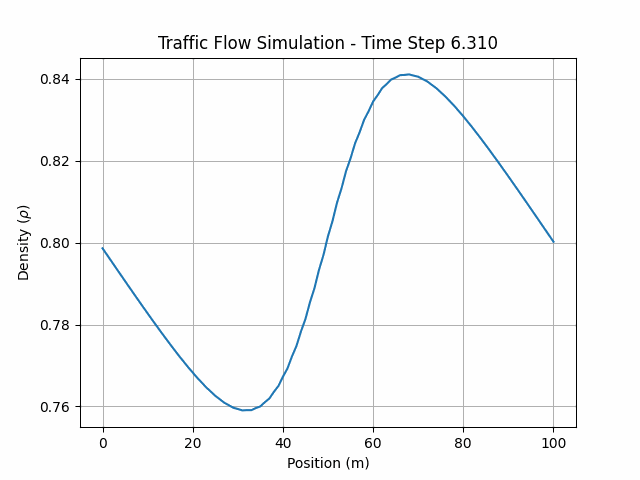 Traffic Flow Simulation - Time Step 6.310
Density (ρ)
0.84
0.82
0.80
0.78
0.76
0 20 40 60 80 100
Position (m)